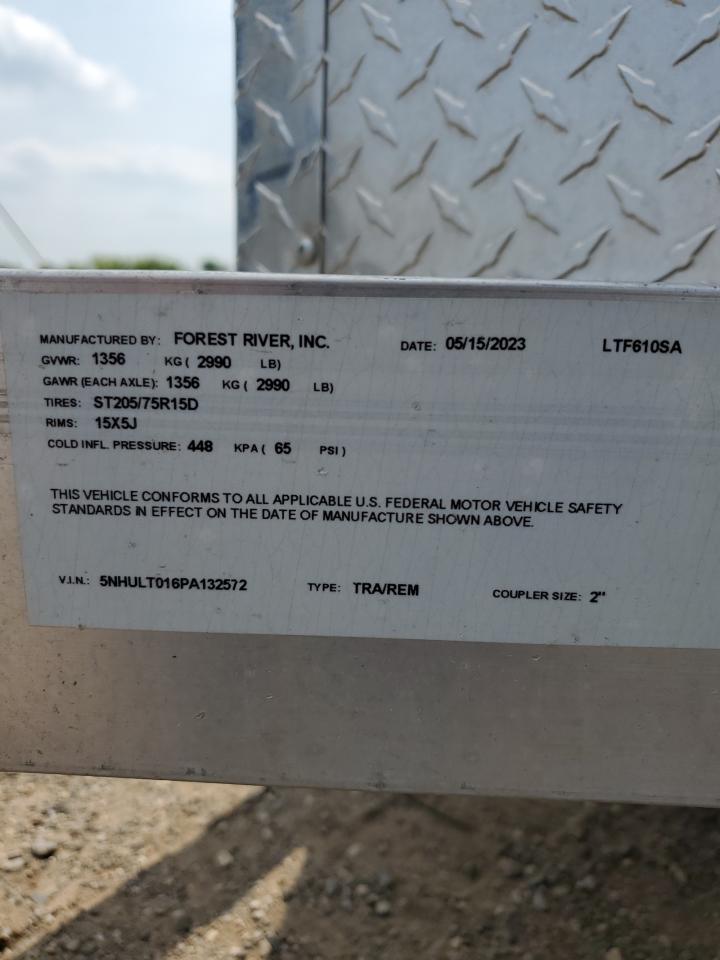 MANUFACTURED BY: FOREST RIVER, INC. DATE: 05/15/2023 LTF610SA
GVWR: 1356 KG ( 2990 LB)
GAWR (EACH AXLE): 1356 KG ( 2990 LB)
TIRES: ST205/75R15D
RIMS: 15X5J
COLD INFL. PRESSURE: 448 KPA ( 65 PSI )
THIS VEHICLE CONFORMS TO ALL APPLICABLE U.S. FEDERAL MOTOR VEHICLE SAFETY
STANDARDS IN EFFECT ON THE DATE OF MANUFACTURE SHOWN ABOVE.
V.I.N.: 5NHULT016PA132572 TYPE: TRA/REM COUPLER SIZE: 2"